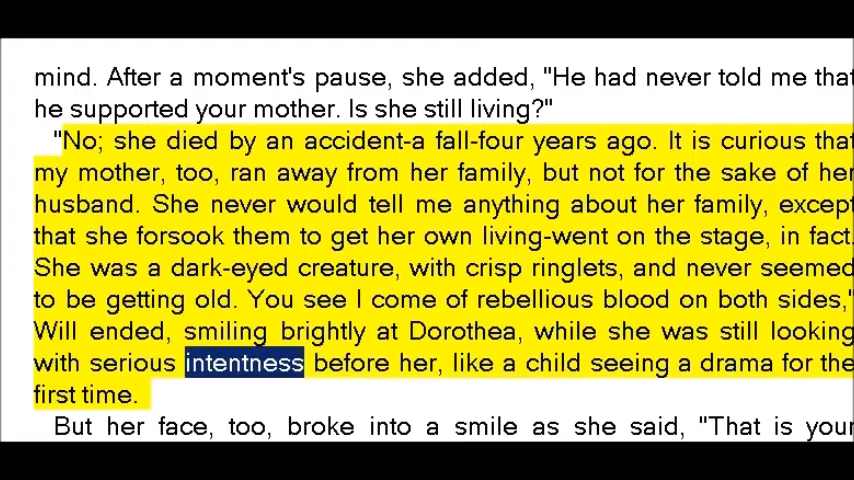 mind. After a moment's pause, she added, "He had never told me that
he supported your mother. Is she still living?"
"No; she died by an accident-a fall-four years ago. It is curious that
my mother, too, ran away from her family, but not for the sake of her
husband. She never would tell me anything about her family, except
that she forsook them to get her own living-went on the stage, in fact.
She was a dark-eyed creature, with crisp ringlets, and never seemed
to be getting old. You see I come of rebellious blood on both sides,"
Will ended, smiling brightly at Dorothea, while she was still looking
with serious intentness before her, like a child seeing a drama for the
first time.
But her face, too, broke into a smile as she said, "That is your